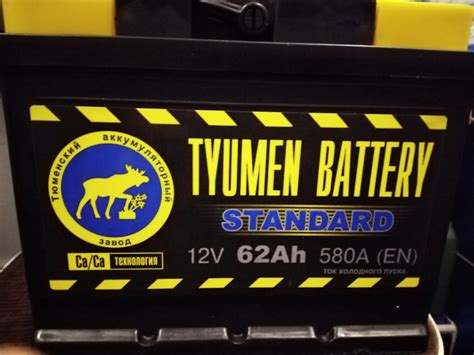 Тюменский аккумуляторный
завод
TYUMEN BATTERY
STANDARD
12V 62Ah 580A (EN)
ТОК ХОЛОДНОГО ПУСКА
Ca/Ca ТЕХНОЛОГИЯ